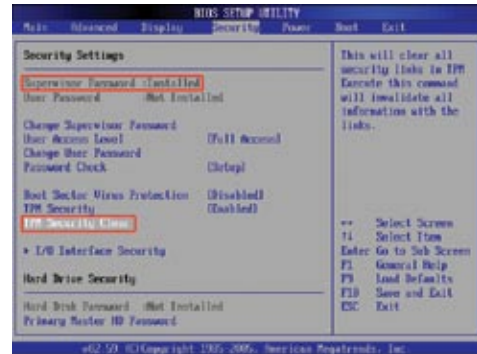 BIOS SETUP UTILITY
Main Advanced Display Security Power Boot Exit
Security Settings
Supervisor Password :Installed
User Password :Not Installed
Change Supervisor Password
User Access Level [Full Access]
Change User Password
Password Check [Setup]
Boot Sector Virus Protection [Disabled]
TPM Security [Enabled]
TPM Security Clear
▶ I/O Interface Security
Hard Drive Security
Hard Disk Password :Not Installed
Primary Master HD Password
This will clear all
security links in TPM
Execute this command
will invalidate all
information with the
links.
↔ Select Screen
↑↓ Select Item
Enter Go to Sub Screen
F1 General Help
F9 Load Defaults
F10 Save and Exit
ESC Exit
v02.59 (C)Copyright 1985-2005, American Megatrends, Inc.